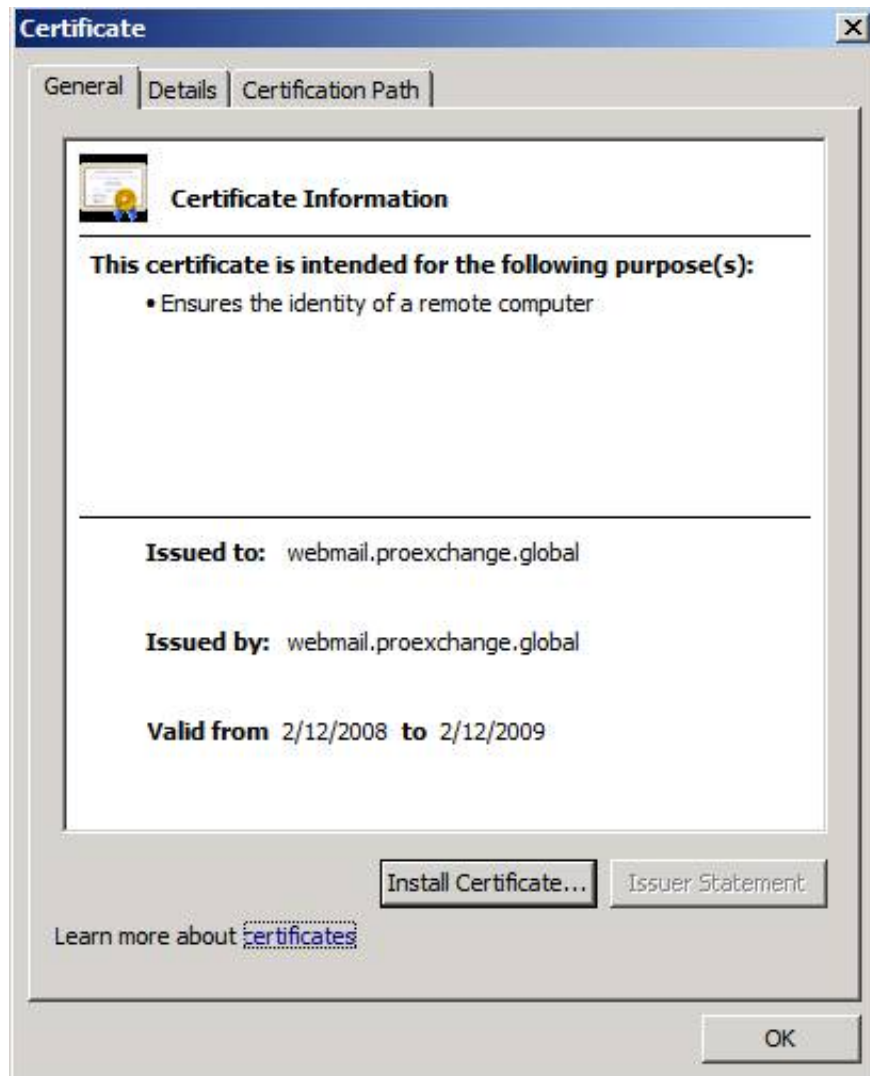 Certificate
General Details Certification Path
Certificate Information
This certificate is intended for the following purpose(s):
• Ensures the identity of a remote computer
Issued to: webmail.proexchange.global
Issued by: webmail.proexchange.global
Valid from 2/12/2008 to 2/12/2009
Install Certificate... Issuer Statement
Learn more about certificates
OK